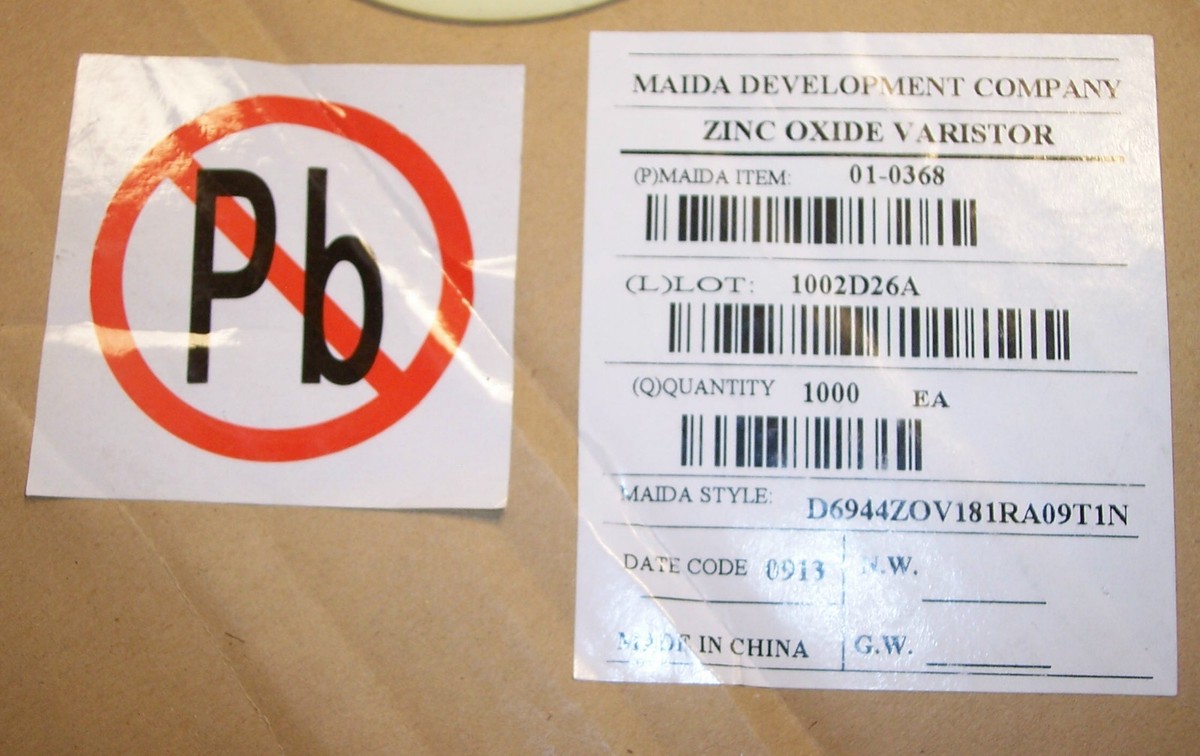 Pb
MAIDA DEVELOPMENT COMPANY
ZINC OXIDE VARISTOR
(P)MAIDA ITEM: 01-0368
(L)LOT: 1002D26A
(Q)QUANTITY 1000 EA
MAIDA STYLE: D6944ZOV181RA09T1N
DATE CODE 0913 N.W.
MADE IN CHINA G.W.